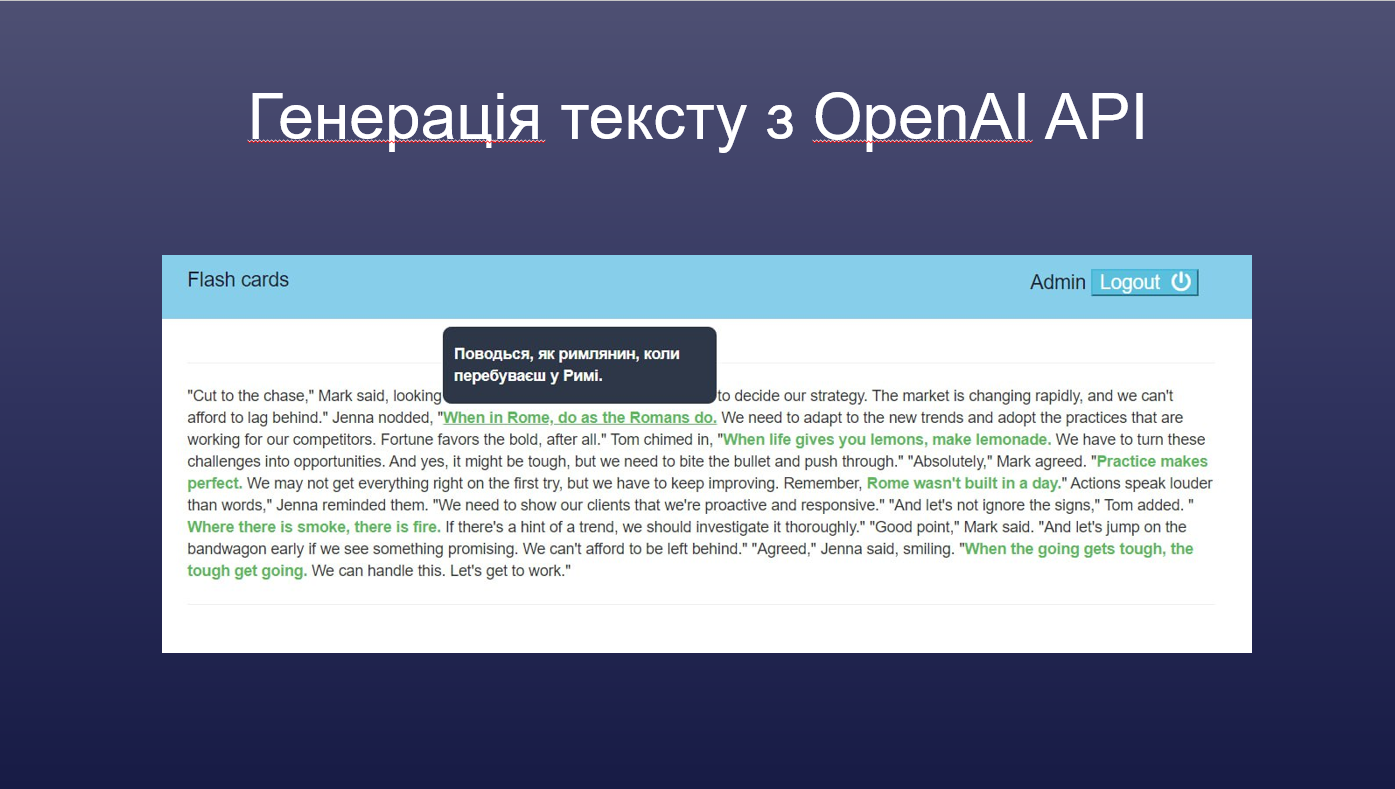 Генерація тексту з OpenAI API
Flash cards
Admin Logout
Поводься, як римлянин, коли
перебуваєш у Римі.
"Cut to the chase," Mark said, looking to decide our strategy. The market is changing rapidly, and we can't
afford to lag behind." Jenna nodded, "When in Rome, do as the Romans do. We need to adapt to the new trends and adopt the practices that are
working for our competitors. Fortune favors the bold, after all." Tom chimed in, "When life gives you lemons, make lemonade. We have to turn these
challenges into opportunities. And yes, it might be tough, but we need to bite the bullet and push through." "Absolutely," Mark agreed. "Practice makes
perfect. We may not get everything right on the first try, but we have to keep improving. Remember, Rome wasn't built in a day." Actions speak louder
than words," Jenna reminded them. "We need to show our clients that we're proactive and responsive." "And let's not ignore the signs," Tom added. "
Where there is smoke, there is fire. If there's a hint of a trend, we should investigate it thoroughly." "Good point," Mark said. "And let's jump on the
bandwagon early if we see something promising. We can't afford to be left behind." "Agreed," Jenna said, smiling. "When the going gets tough, the
tough get going. We can handle this. Let's get to work."